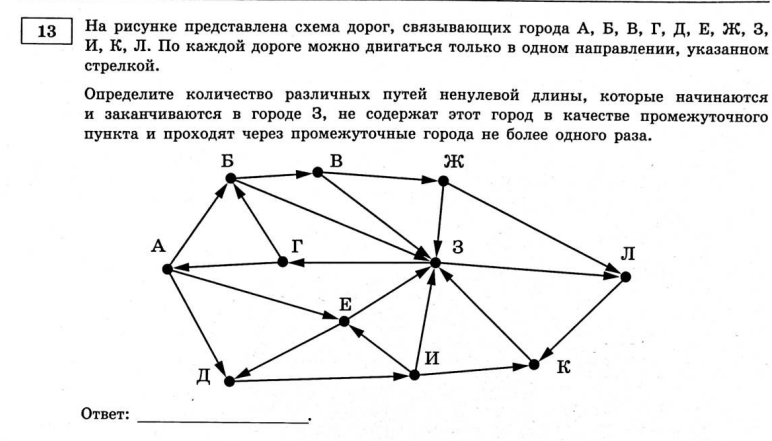 13
На рисунке представлена схема дорог, связывающих города А, Б, В, Г, Д, Е, Ж, З,
И, К, Л. По каждой дороге можно двигаться только в одном направлении, указанном
стрелкой.
Определите количество различных путей ненулевой длины, которые начинаются
и заканчиваются в городе З, не содержат этот город в качестве промежуточного
пункта и проходят через промежуточные города не более одного раза.
Б
В
Ж
А
Г
З
Л
Е
Д
И
К
Ответ: ____________________.